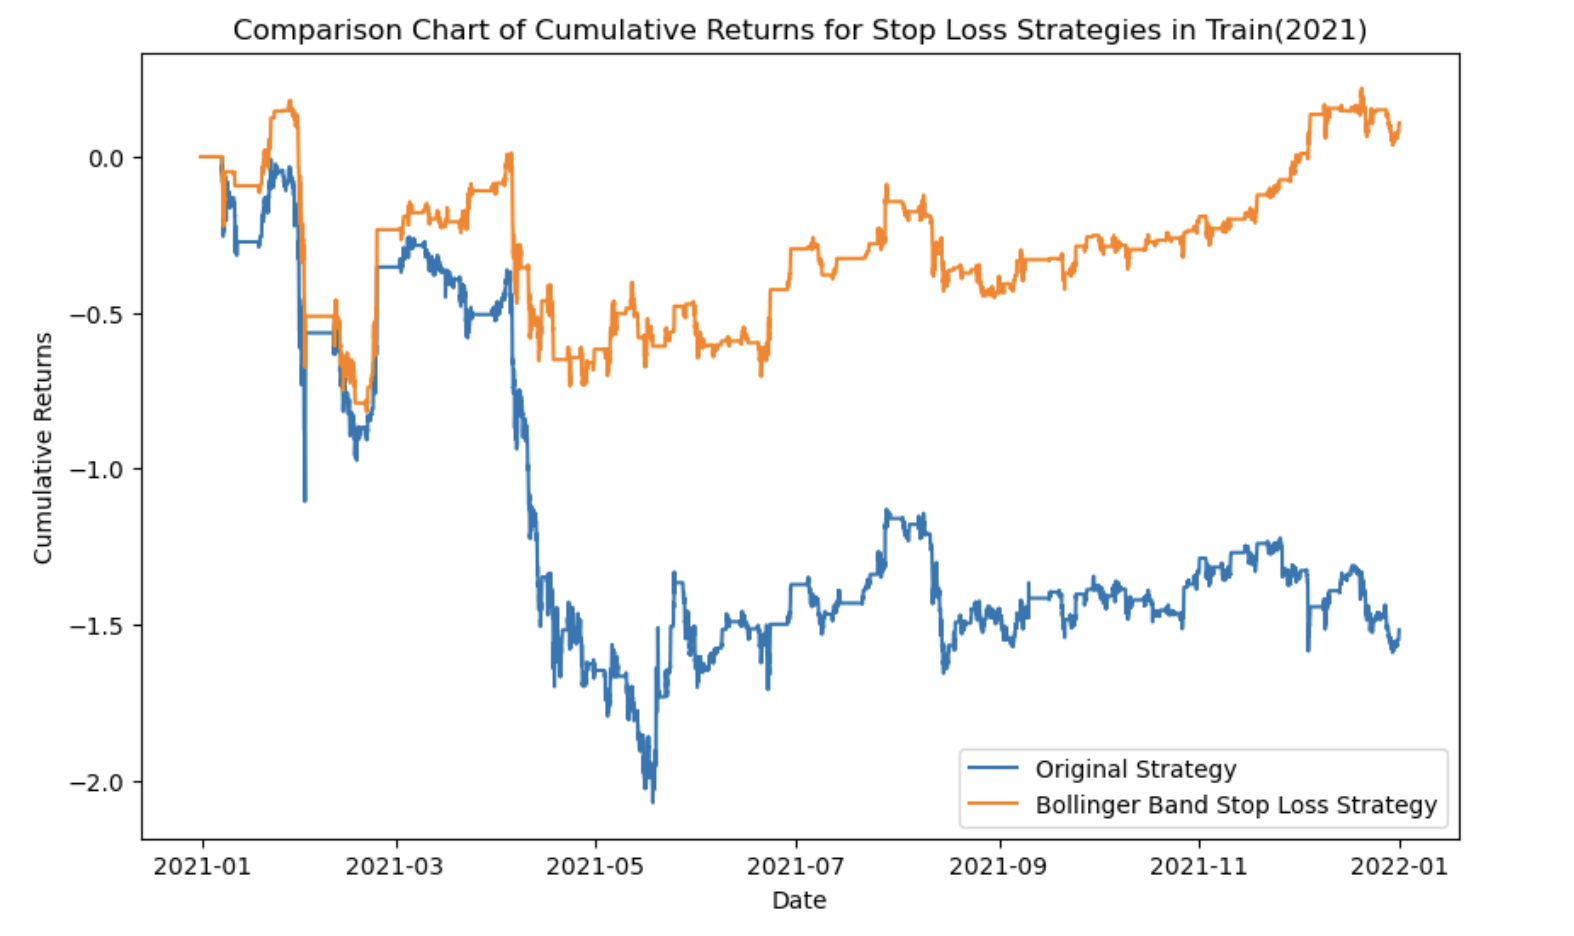 Comparison Chart of Cumulative Returns for Stop Loss Strategies in Train(2021)
Cumulative Returns
0.0
−0.5
−1.0
−1.5
−2.0
Original Strategy
Bollinger Band Stop Loss Strategy
2021-01 2021-03 2021-05 2021-07 2021-09 2021-11 2022-01
Date